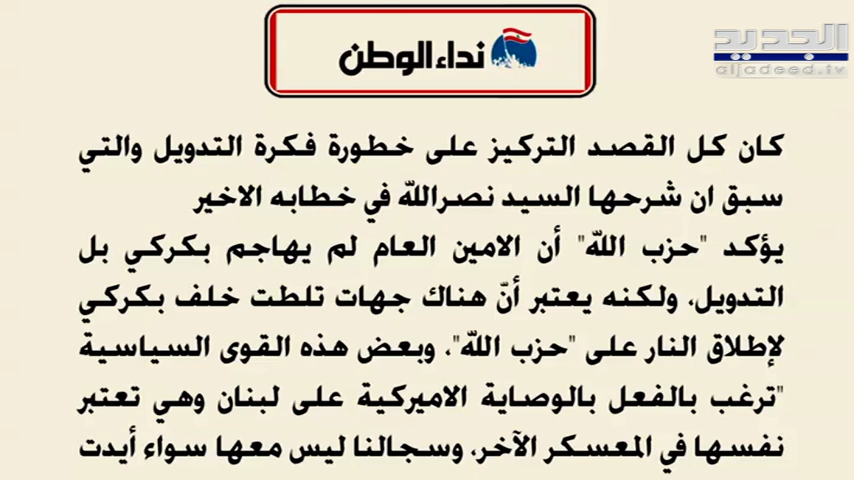 نداء الوطن
الجديد
aljadeed.tv
كان كل القصد التركيز على خطورة فكرة التدويل والتي
سبق ان شرحها السيد نصرالله في خطابه الاخير
يؤكد "حزب الله" أن الامين العام لم يهاجم بكركي بل
التدويل، ولكنه يعتبر أنّ هناك جهات تلطت خلف بكركي
لإطلاق النار على "حزب الله"، وبعض هذه القوى السياسية
"ترغب بالفعل بالوصاية الاميركية على لبنان وهي تعتبر
نفسها في المعسكر الآخر، وسجالنا ليس معها سواء أيدت